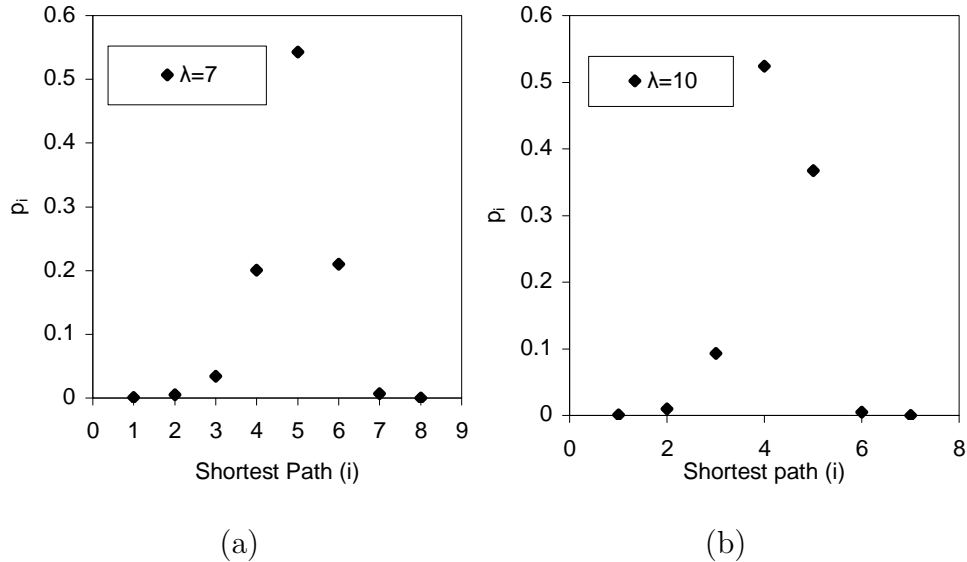 0.6
0.5
0.4
0.3
0.2
0.1
0
λ=7
pᵢ
0 1 2 3 4 5 6 7 8 9
Shortest Path (i)
(a)
0.6
0.5
0.4
0.3
0.2
0.1
0
λ=10
pᵢ
0 2 4 6 8
Shortest path (i)
(b)